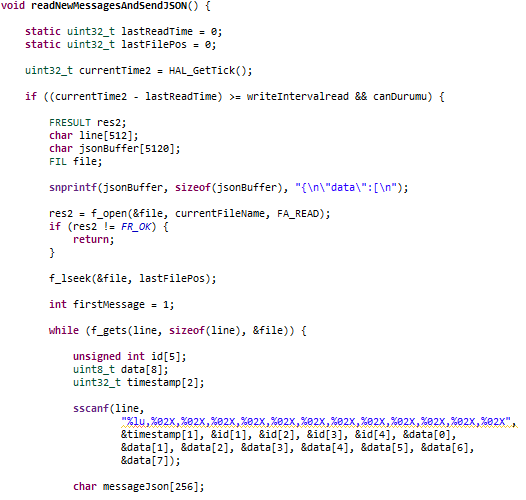 void readNewMessagesAndSendJSON() {
static uint32_t lastReadTime = 0;
static uint32_t lastFilePos = 0;
uint32_t currentTime2 = HAL_GetTick();
if ((currentTime2 - lastReadTime) >= writeIntervalread && canDurumu) {
FRESULT res2;
char line[512];
char jsonBuffer[5120];
FIL file;
snprintf(jsonBuffer, sizeof(jsonBuffer), "{\n\"data\":[\n");
res2 = f_open(&file, currentFileName, FA_READ);
if (res2 != FR_OK) {
return;
}
f_lseek(&file, lastFilePos);
int firstMessage = 1;
while (f_gets(line, sizeof(line), &file)) {
unsigned int id[5];
uint8_t data[8];
uint32_t timestamp[2];
sscanf(line,
"%lu,%02X,%02X,%02X,%02X,%02X,%02X,%02X,%02X,%02X,%02X,%02X,%02X",
&timestamp[1], &id[1], &id[2], &id[3], &id[4], &data[0],
&data[1], &data[2], &data[3], &data[4], &data[5], &data[6],
&data[7]);
char messageJson[256];